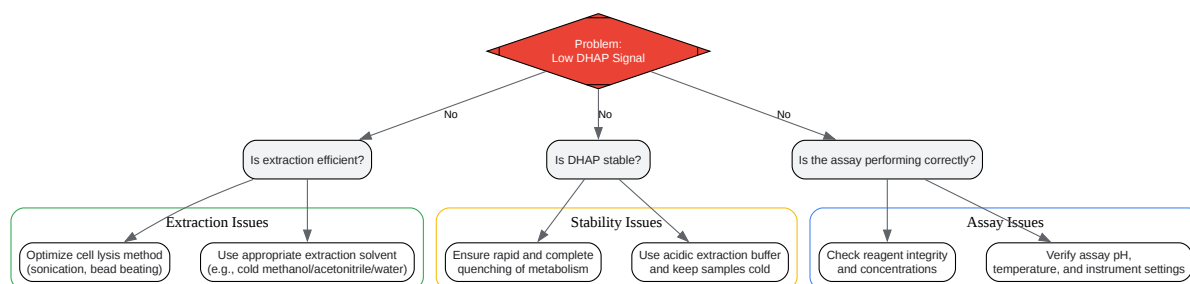 Problem:
Low DHAP Signal
No
No
No
Is extraction efficient?
Is DHAP stable?
Is the assay performing correctly?
Extraction Issues
Stability Issues
Assay Issues
Optimize cell lysis method
(sonication, bead beating)
Use appropriate extraction solvent
(e.g., cold methanol/acetonitrile/water)
Ensure rapid and complete
quenching of metabolism
Use acidic extraction buffer
and keep samples cold
Check reagent integrity
and concentrations
Verify assay pH,
temperature, and instrument settings